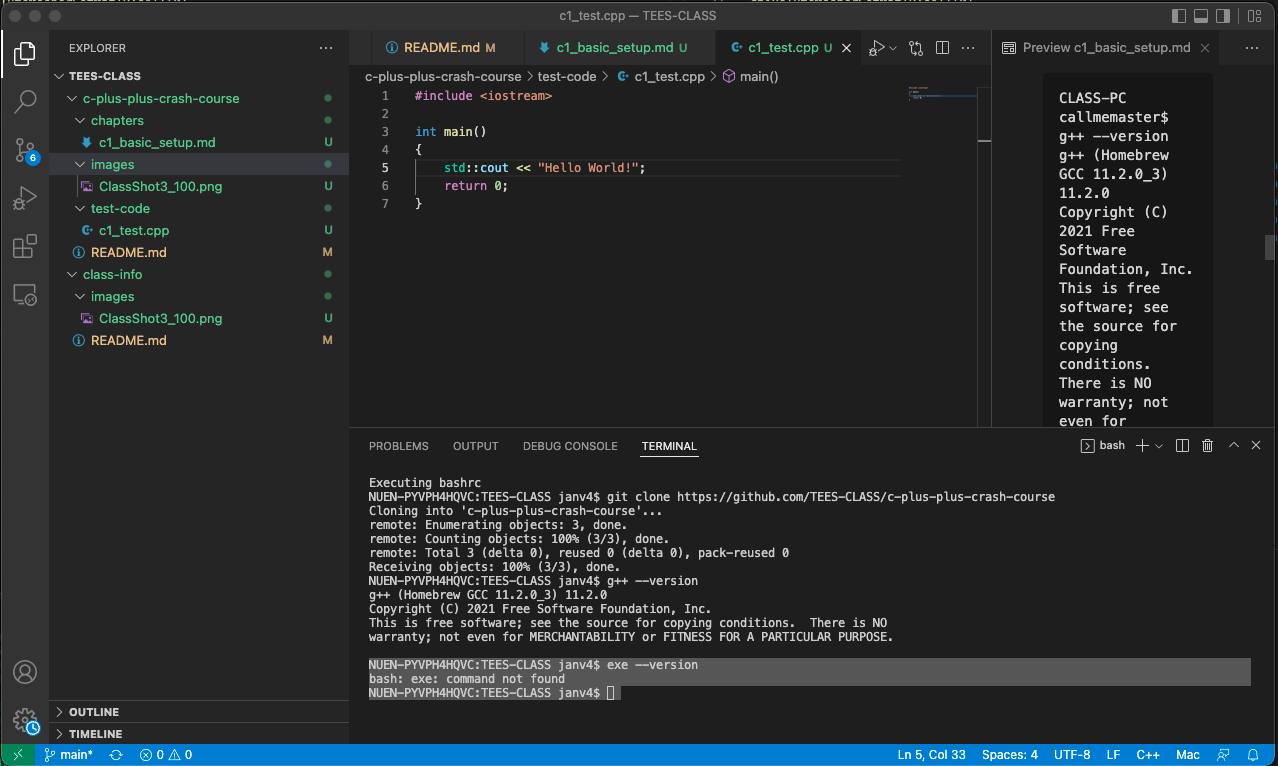 c1_test.cpp — TEES-CLASS
EXPLORER
TEES-CLASS
c-plus-plus-crash-course
chapters
c1_basic_setup.md U
images
ClassShot3_100.png U
test-code
c1_test.cpp U
README.md M
class-info
images
ClassShot3_100.png U
README.md M
OUTLINE
TIMELINE
6
README.md M
c1_basic_setup.md U
c1_test.cpp U
c-plus-plus-crash-course > test-code > c1_test.cpp > main()
1 #include <iostream>
2
3 int main()
4 {
5 std::cout << "Hello World!";
6 return 0;
7 }
Preview c1_basic_setup.md
CLASS-PC
callmemaster$
g++ --version
g++ (Homebrew
GCC 11.2.0_3)
11.2.0
Copyright (C)
2021 Free
Software
Foundation, Inc.
This is free
software; see
the source for
copying
conditions.
There is NO
warranty; not
even for
PROBLEMS OUTPUT DEBUG CONSOLE TERMINAL
bash
Executing bashrc
NUEN-PYVPH4HQVC:TEES-CLASS janv4$ git clone https://github.com/TEES-CLASS/c-plus-plus-crash-course
Cloning into 'c-plus-plus-crash-course'...
remote: Enumerating objects: 3, done.
remote: Counting objects: 100% (3/3), done.
remote: Total 3 (delta 0), reused 0 (delta 0), pack-reused 0
Receiving objects: 100% (3/3), done.
NUEN-PYVPH4HQVC:TEES-CLASS janv4$ g++ --version
g++ (Homebrew GCC 11.2.0_3) 11.2.0
Copyright (C) 2021 Free Software Foundation, Inc.
This is free software; see the source for copying conditions.  There is NO
warranty; not even for MERCHANTABILITY or FITNESS FOR A PARTICULAR PURPOSE.
NUEN-PYVPH4HQVC:TEES-CLASS janv4$ exe --version
bash: exe: command not found
NUEN-PYVPH4HQVC:TEES-CLASS janv4$
main* 0 0 Ln 5, Col 33 Spaces: 4 UTF-8 LF C++ Mac